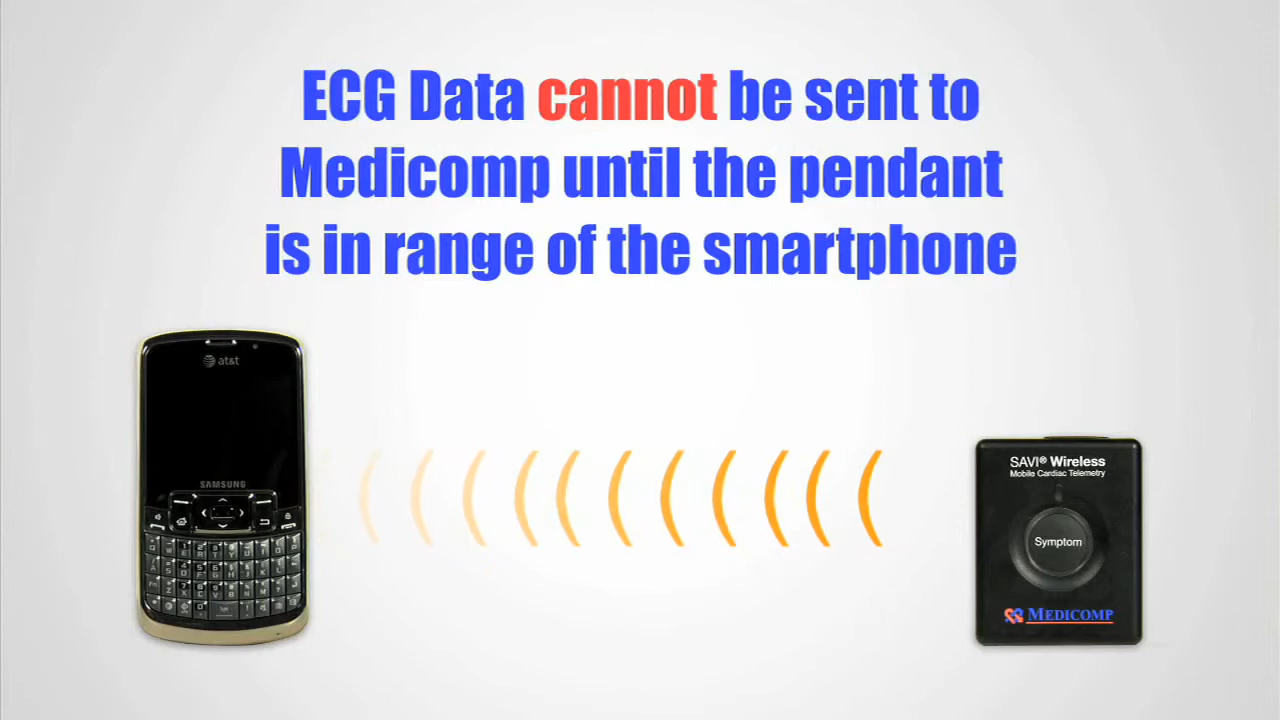 ECG Data cannot be sent to
Medicomp until the pendant
is in range of the smartphone
at&t
SAMSUNG
SAVI® Wireless
Mobile Cardiac Telemetry
Symptom
MEDICOMP